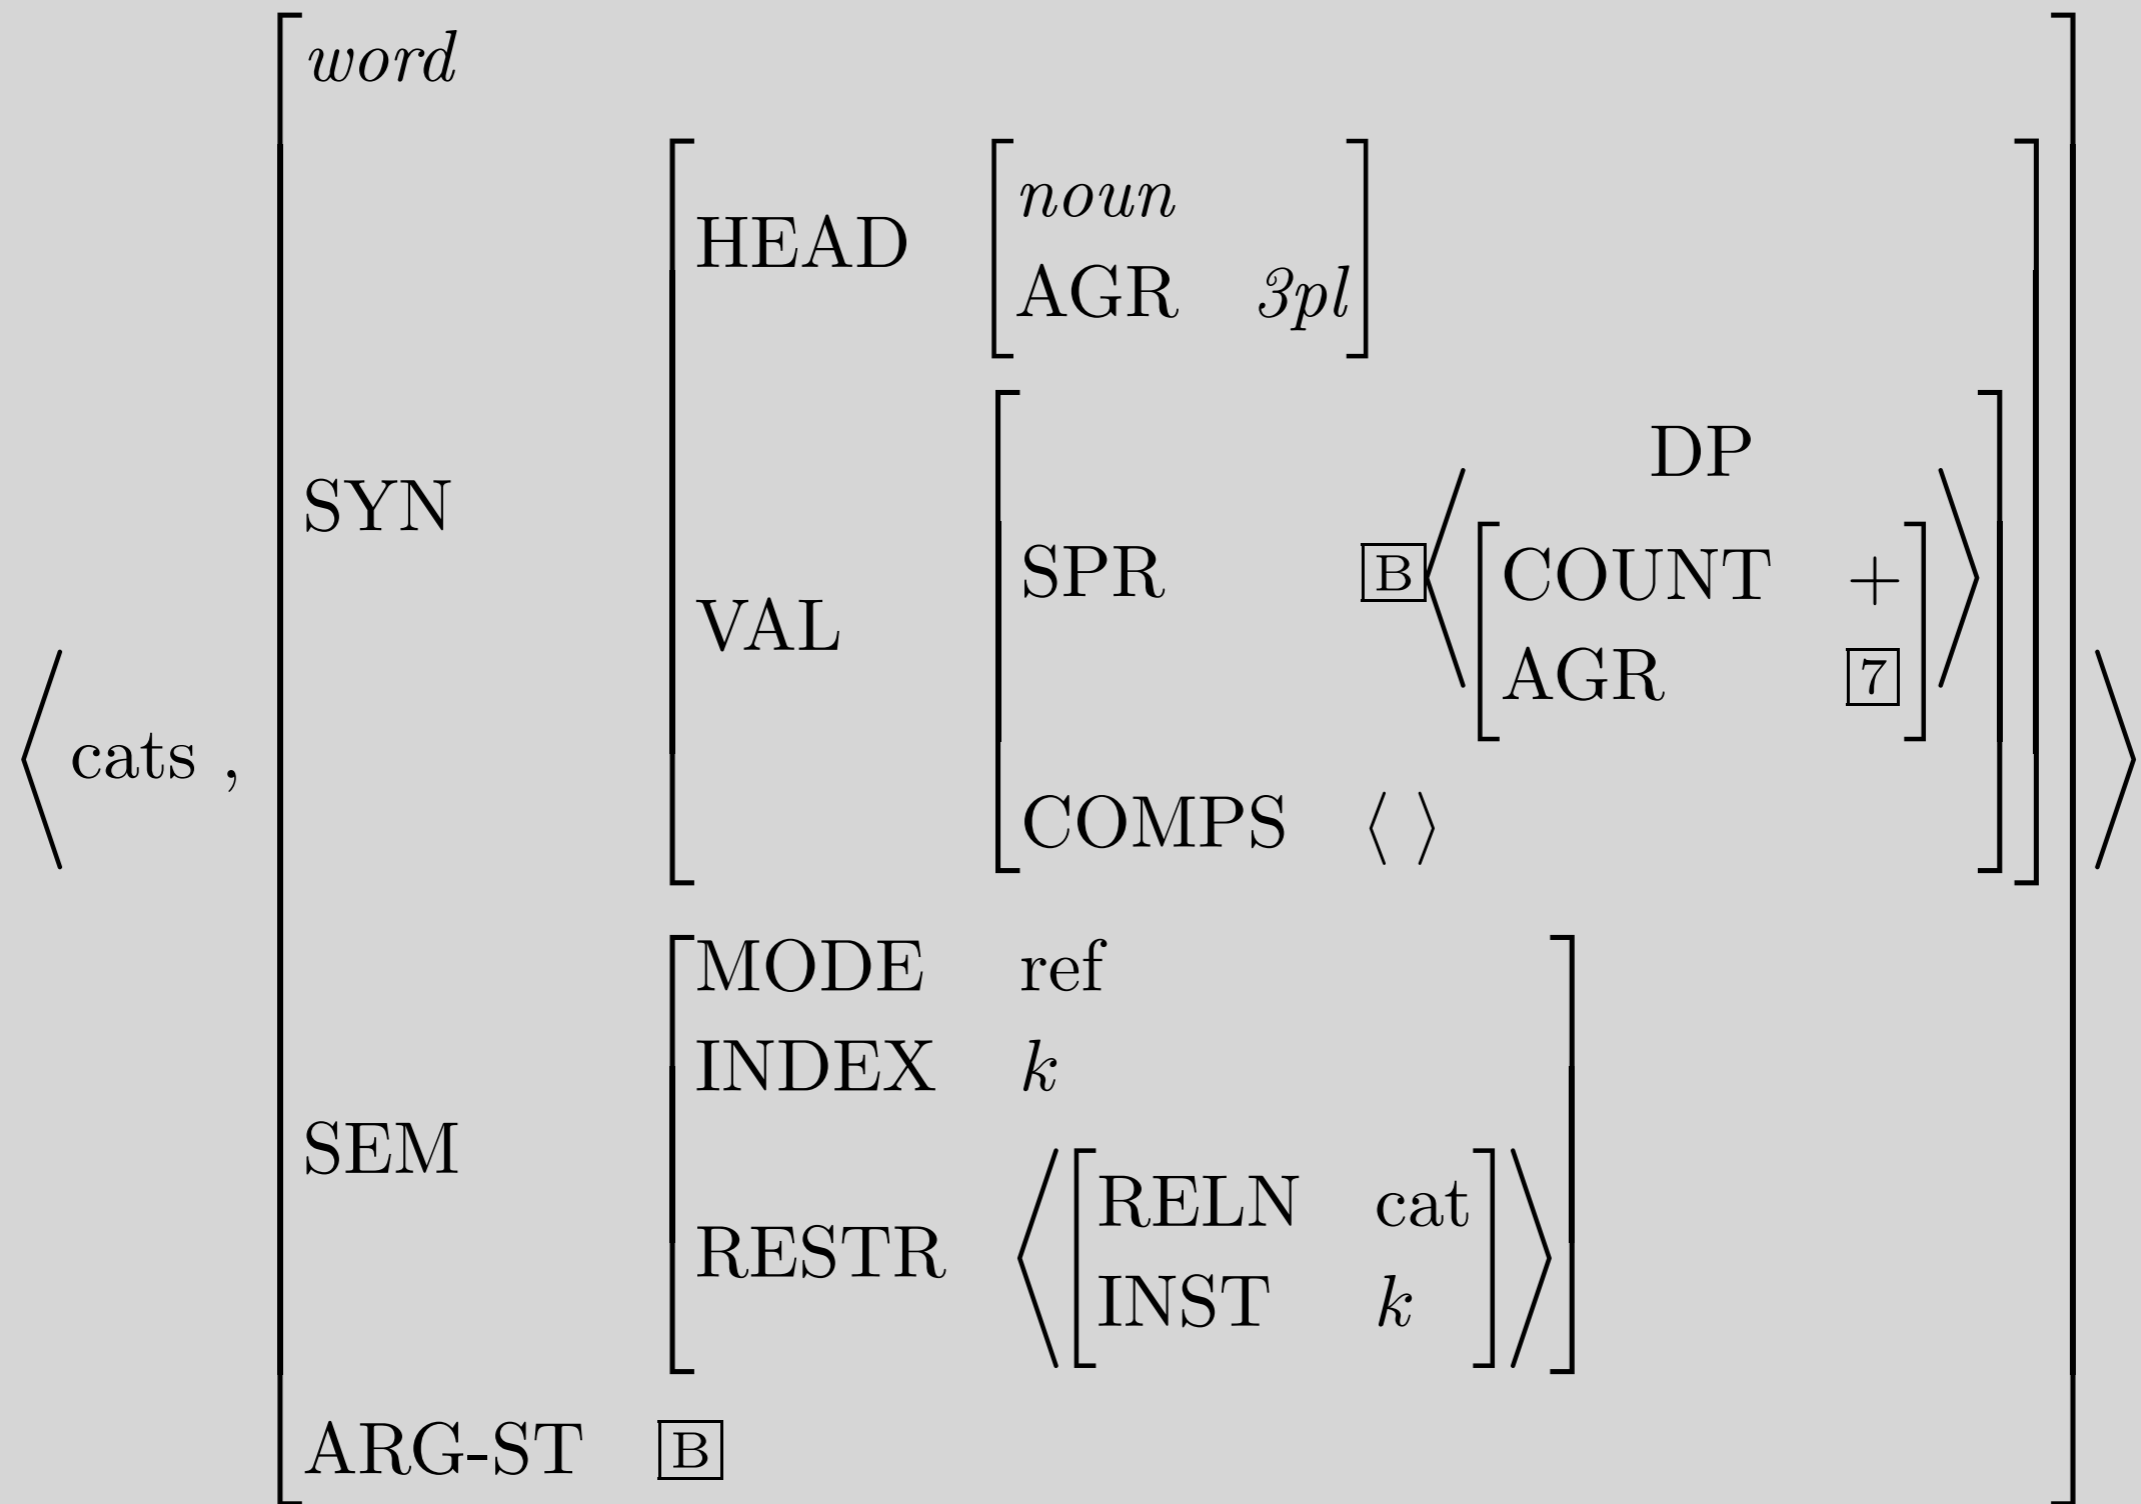 word
HEAD noun
AGR 3pl
SYN
VAL
SPR B DP
COUNT +
AGR 7
COMPS ⟨ ⟩
⟨ cats ,
SEM
MODE ref
INDEX k
RESTR ⟨ RELN cat
INST k ⟩
ARG-ST B ⟩